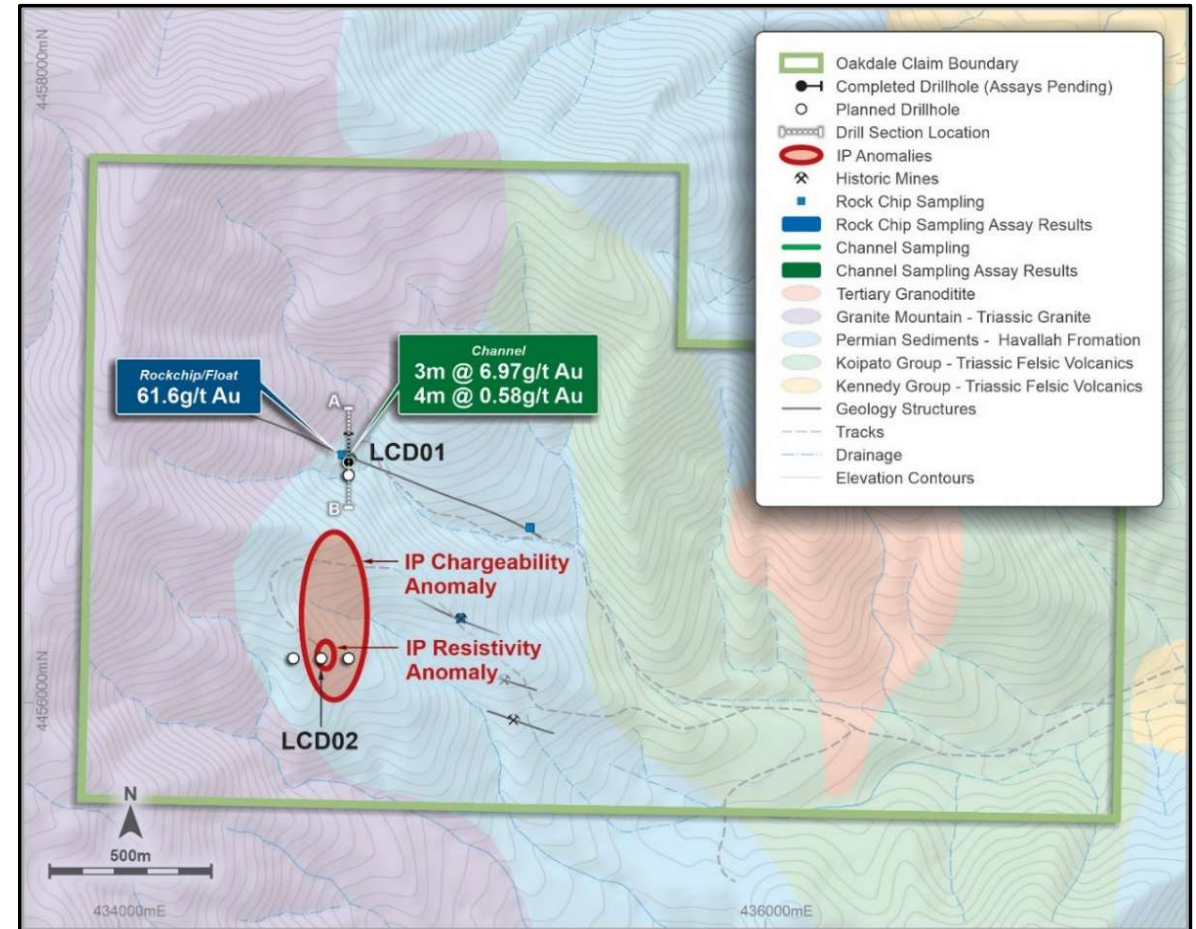 4458000mN
Oakdale Claim Boundary
Completed Drillhole (Assays Pending)
Planned Drillhole
Drill Section Location
IP Anomalies
Historic Mines
Rock Chip Sampling
Rock Chip Sampling Assay Results
Channel Sampling
Channel Sampling Assay Results
Tertiary Granoditite
Granite Mountain - Triassic Granite
Permian Sediments - Havallah Fromation
Koipato Group - Triassic Felsic Volcanics
Kennedy Group - Triassic Felsic Volcanics
Geology Structures
Tracks
Drainage
Elevation Contours
Rockchip/Float
61.6g/t Au
Channel
3m @ 6.97g/t Au
4m @ 0.58g/t Au
A
LCD01
B
IP Chargeability
Anomaly
IP Resistivity
Anomaly
LCD02
4456000mN
N
500m
434000mE
436000mE